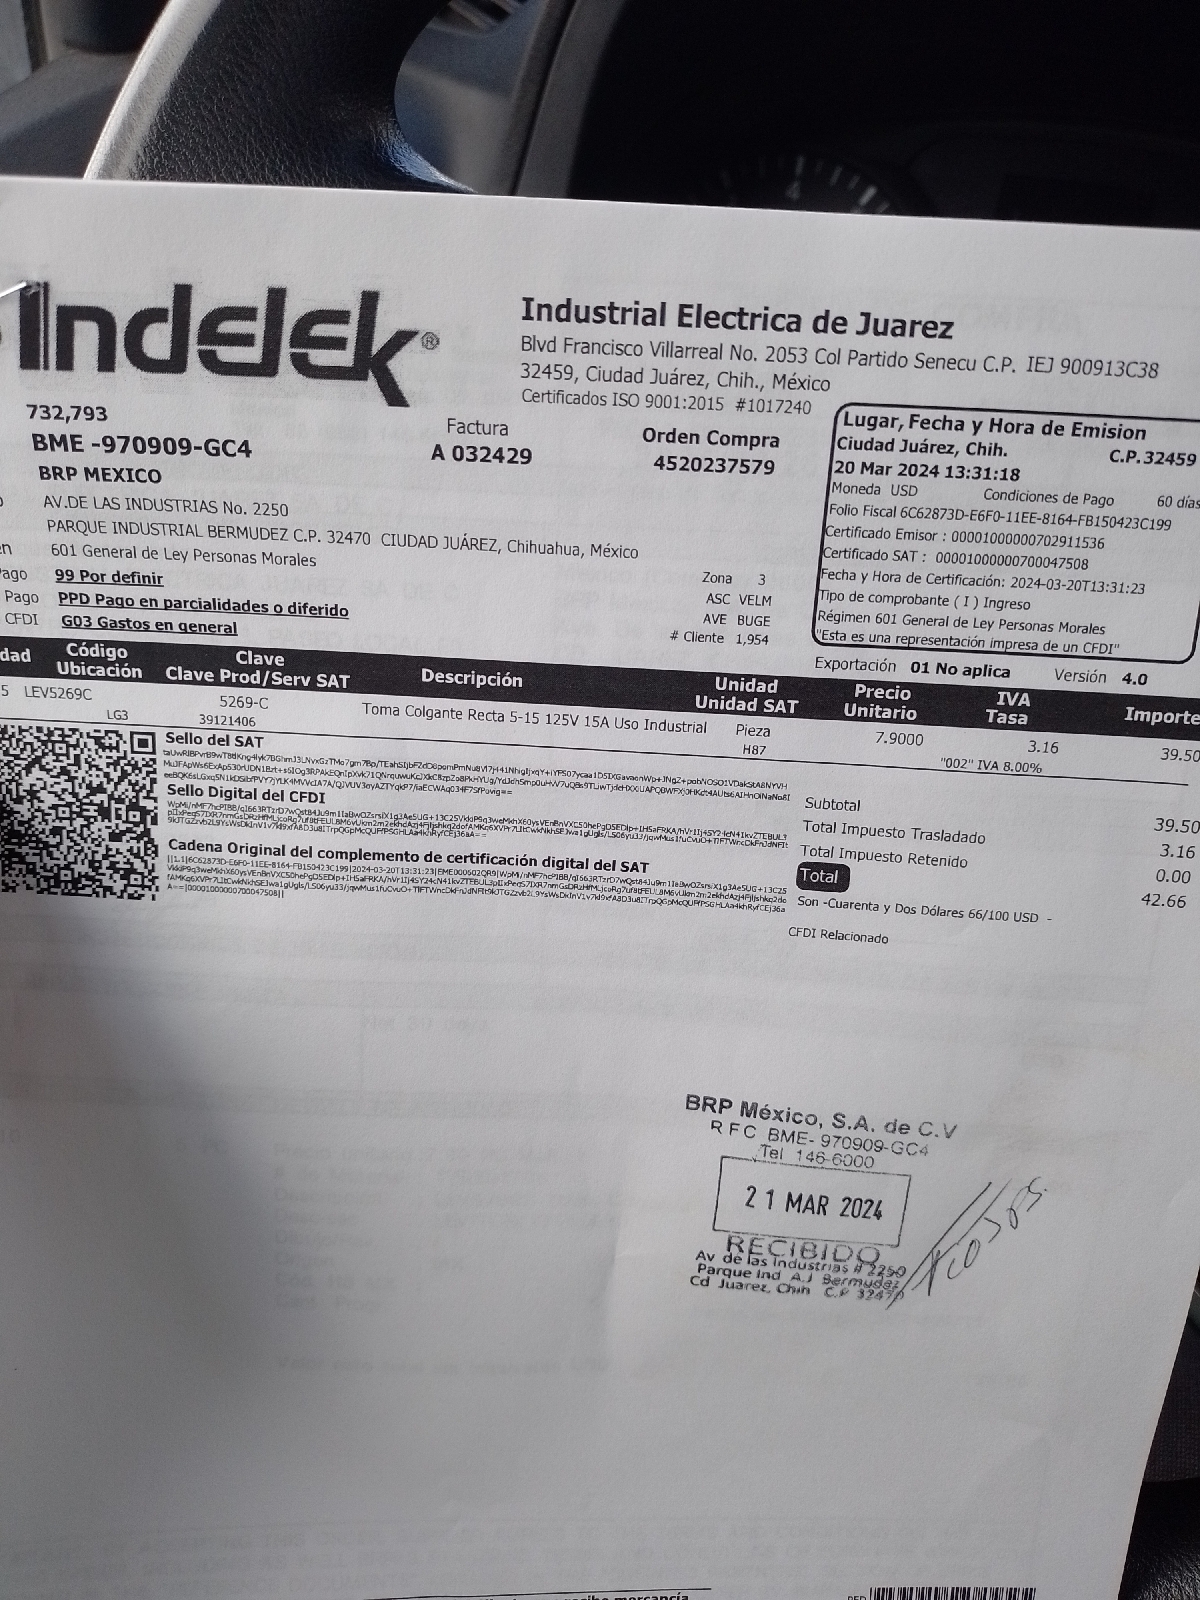 Indelek®
Industrial Electrica de Juarez
Blvd Francisco Villarreal No. 2053 Col Partido Senecu C.P. IEJ 900913C38
32459, Ciudad Juárez, Chih., México
Certificados ISO 9001:2015 #1017240
732,793
BME -970909-GC4
BRP MEXICO
Factura
A 032429
Orden Compra
4520237579
Lugar, Fecha y Hora de Emision
Ciudad Juárez, Chih. C.P.32459
20 Mar 2024 13:31:18
Moneda USD Condiciones de Pago 60 días
Folio Fiscal 6C62873D-E6F0-11EE-8164-FB150423C199
Certificado Emisor : 00001000000702911536
Certificado SAT : 00001000000700047508
Fecha y Hora de Certificación: 2024-03-20T13:31:23
Tipo de comprobante ( I ) Ingreso
Régimen 601 General de Ley Personas Morales
"Esta es una representación impresa de un CFDI"
AV.DE LAS INDUSTRIAS No. 2250
PARQUE INDUSTRIAL BERMUDEZ C.P. 32470 CIUDAD JUÁREZ, Chihuahua, México
en 601 General de Ley Personas Morales
ago 99 Por definir
Pago PPD Pago en parcialidades o diferido
CFDI G03 Gastos en general
Zona 3
ASC VELM
AVE BUGE
# Cliente 1,954
Exportación 01 No aplica Versión 4.0
dad Código Ubicación Clave Clave Prod/Serv SAT Descripción Unidad Unidad SAT Precio Unitario IVA Tasa Importe
5 LEV5269C 5269-C Toma Colgante Recta 5-15 125V 15A Uso Industrial Pieza 7.9000 3.16 39.50
LG3 39121406 H87 "002" IVA 8.00%
Sello del SAT
Sello Digital del CFDI
Cadena Original del complemento de certificación digital del SAT
Subtotal 39.50
Total Impuesto Trasladado 3.16
Total Impuesto Retenido 0.00
Total 42.66
Son -Cuarenta y Dos Dólares 66/100 USD -
CFDI Relacionado
BRP México, S.A. de C.V
RFC BME- 970909-GC4
Tel 146-6000
21 MAR 2024
RECIBIDO
Av de las Industrias # 2250
Parque Ind A.J Bermudez
Cd Juarez, Chih C.P 32470